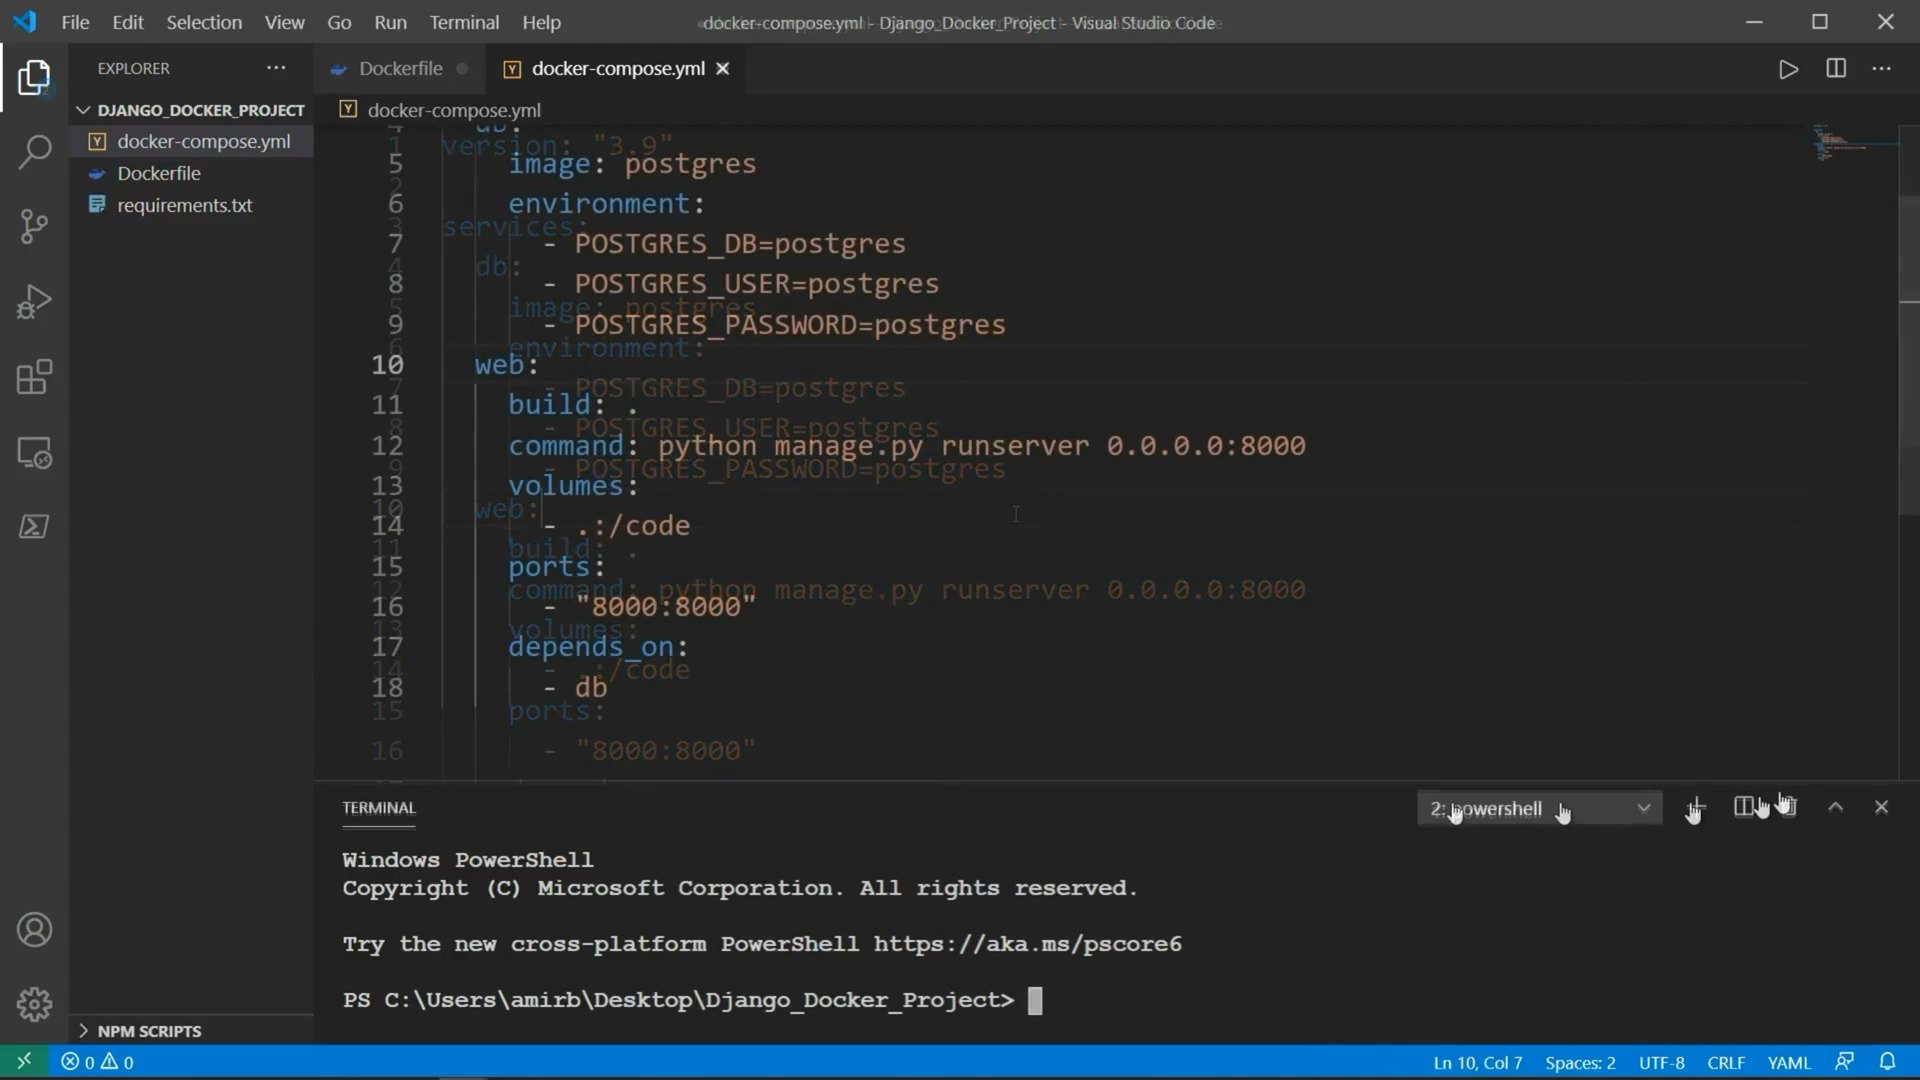 File Edit Selection View Go Run Terminal Help
docker-compose.yml - Django_Docker_Project - Visual Studio Code
EXPLORER
DJANGO_DOCKER_PROJECT
docker-compose.yml
Dockerfile
requirements.txt
NPM SCRIPTS
Dockerfile
docker-compose.yml
docker-compose.yml
4 db:
1 version: "3.9"
5 image: postgres
2
6 environment:
3 services:
7 - POSTGRES_DB=postgres
4 db:
8 - POSTGRES_USER=postgres
5 image: postgres
9 - POSTGRES_PASSWORD=postgres
6 environment:
10 web:
7 - POSTGRES_DB=postgres
11 build: .
8 - POSTGRES_USER=postgres
12 command: python manage.py runserver 0.0.0.0:8000
9 - POSTGRES_PASSWORD=postgres
13 volumes:
10 web:
14 - .:/code
11 build: .
15 ports:
12 command: python manage.py runserver 0.0.0.0:8000
16 - "8000:8000"
13 volumes:
17 depends_on:
14 - .:/code
18 - db
15 ports:
16 - "8000:8000"
TERMINAL
2: powershell
Windows PowerShell
Copyright (C) Microsoft Corporation. All rights reserved.
Try the new cross-platform PowerShell https://aka.ms/pscore6
PS C:\Users\amirb\Desktop\Django_Docker_Project>
0 0
Ln 10, Col 7 Spaces: 2 UTF-8 CRLF YAML